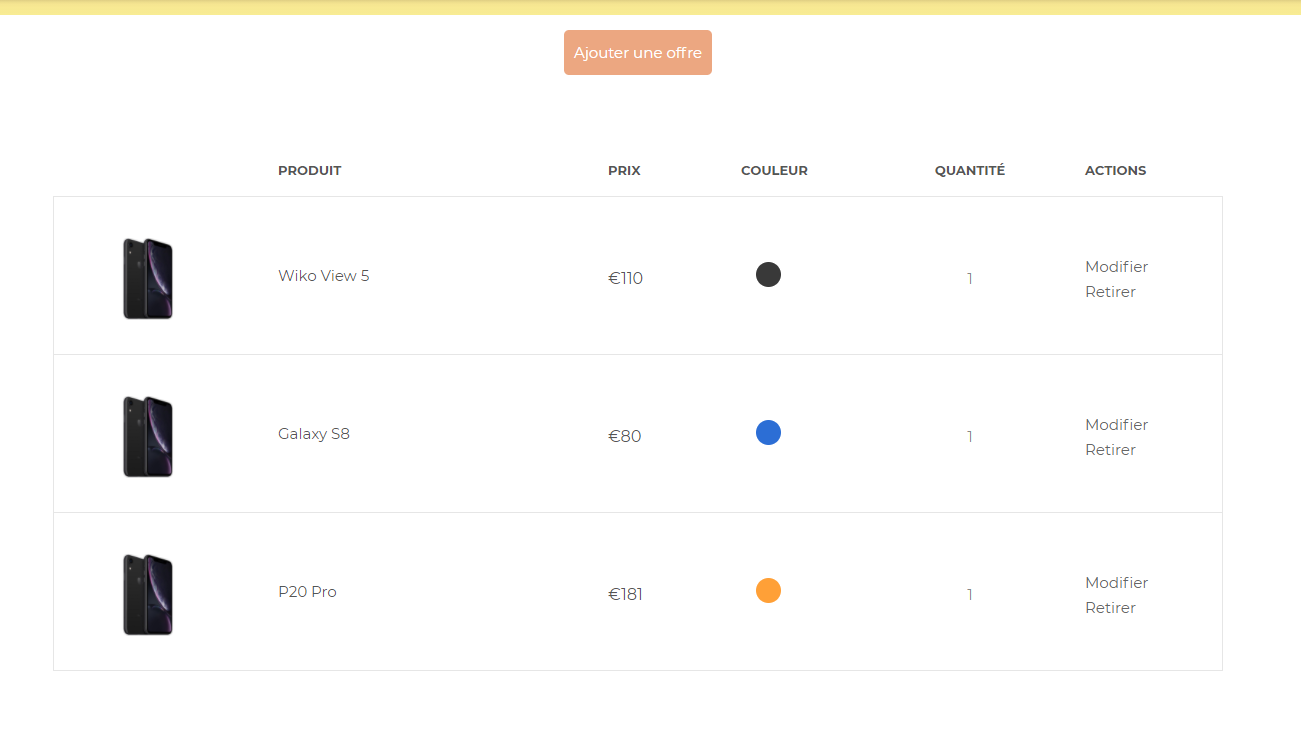 Ajouter une offre
PRODUIT PRIX COULEUR QUANTITÉ ACTIONS
Wiko View 5 €110 1 Modifier
Retirer
Galaxy S8 €80 1 Modifier
Retirer
P20 Pro €181 1 Modifier
Retirer